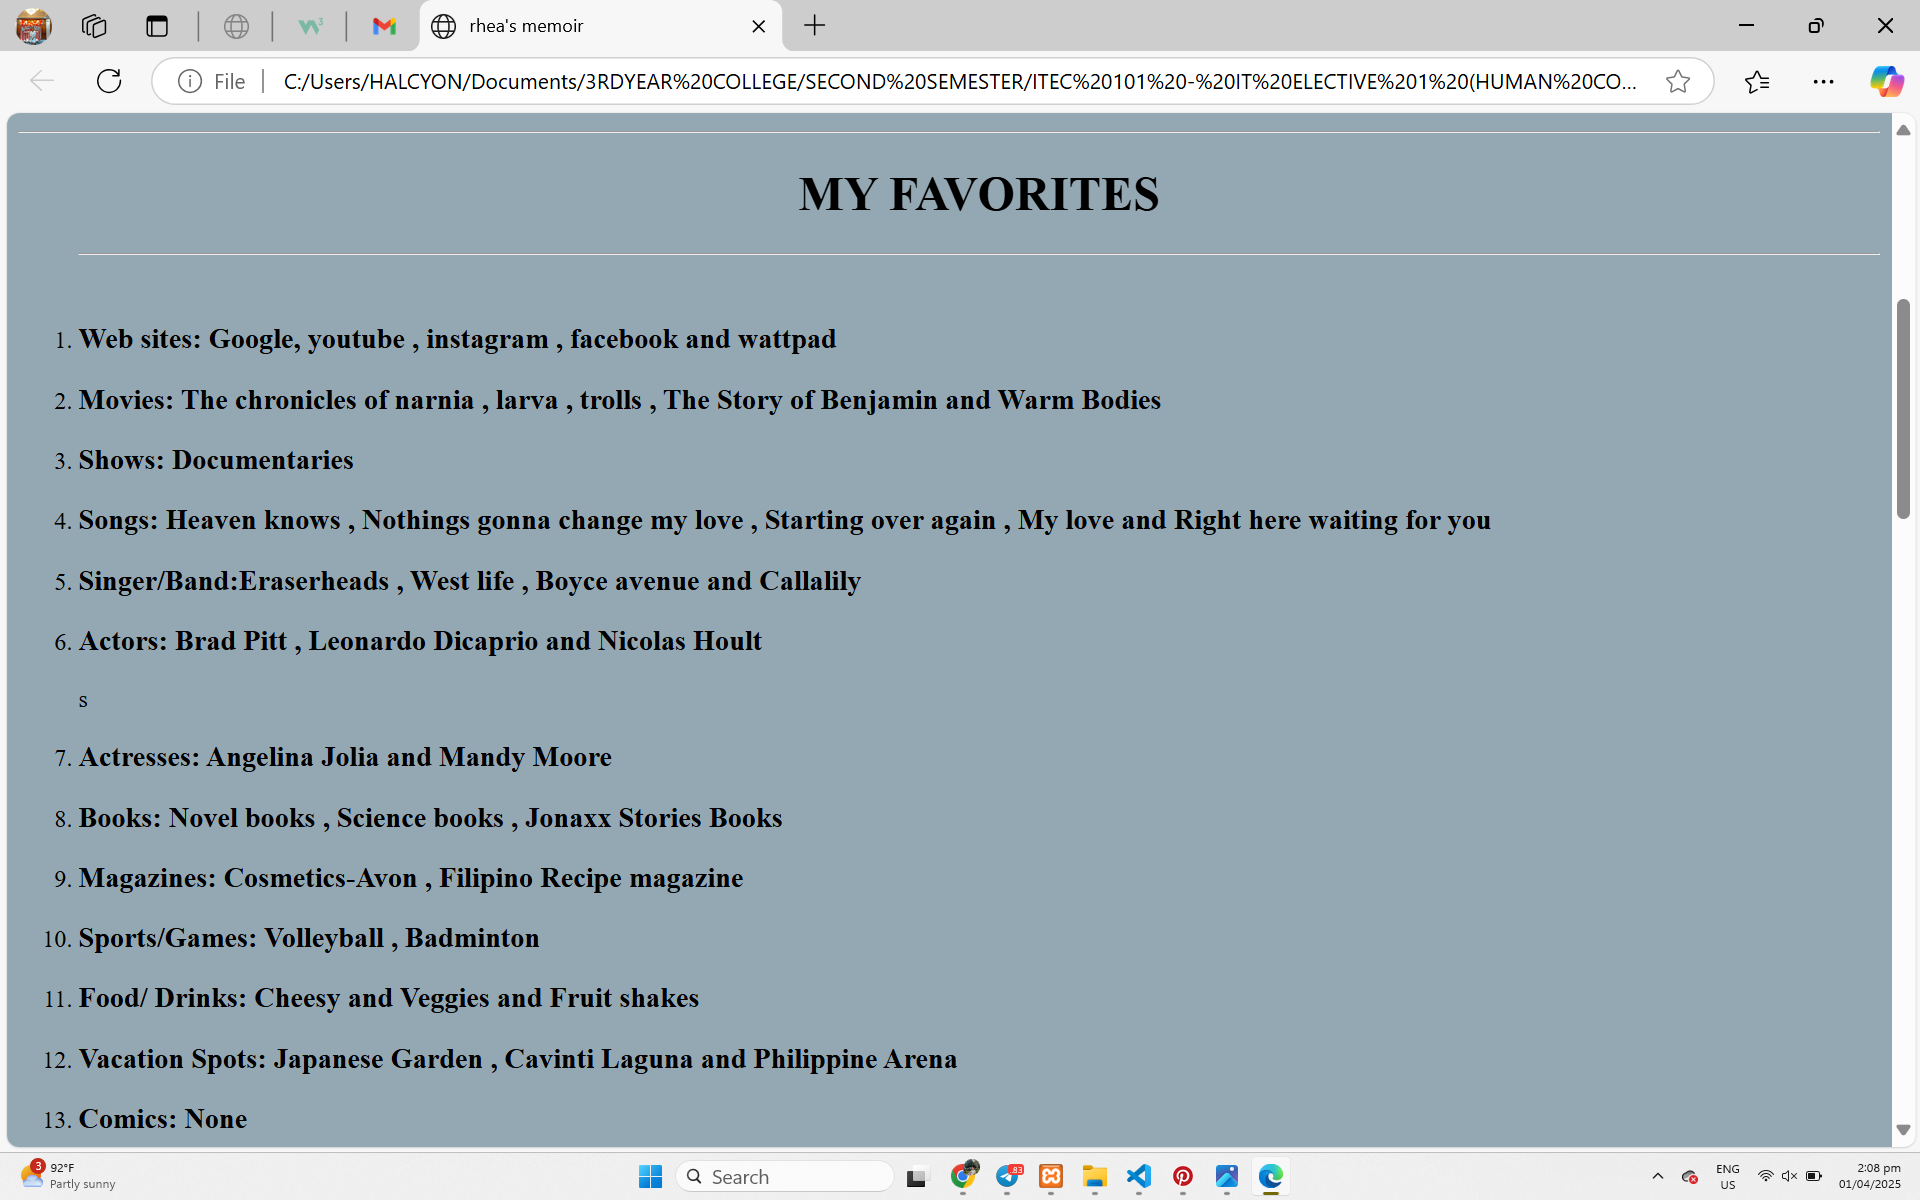 rhea's memoir
File
C:/Users/HALCYON/Documents/3RDYEAR%20COLLEGE/SECOND%20SEMESTER/ITEC%20101%20-%20IT%20ELECTIVE%201%20(HUMAN%20CO...
MY FAVORITES
1. Web sites: Google, youtube , instagram , facebook and wattpad
2. Movies: The chronicles of narnia , larva , trolls , The Story of Benjamin and Warm Bodies
3. Shows: Documentaries
4. Songs: Heaven knows , Nothings gonna change my love , Starting over again , My love and Right here waiting for you
5. Singer/Band:Eraserheads , West life , Boyce avenue and Callalily
6. Actors: Brad Pitt , Leonardo Dicaprio and Nicolas Hoult
s
7. Actresses: Angelina Jolia and Mandy Moore
8. Books: Novel books , Science books , Jonaxx Stories Books
9. Magazines: Cosmetics-Avon , Filipino Recipe magazine
10. Sports/Games: Volleyball , Badminton
11. Food/ Drinks: Cheesy and Veggies and Fruit shakes
12. Vacation Spots: Japanese Garden , Cavinti Laguna and Philippine Arena
13. Comics: None
3
92°F
Partly sunny
Search
83
ENG
US
2:08 pm
01/04/2025